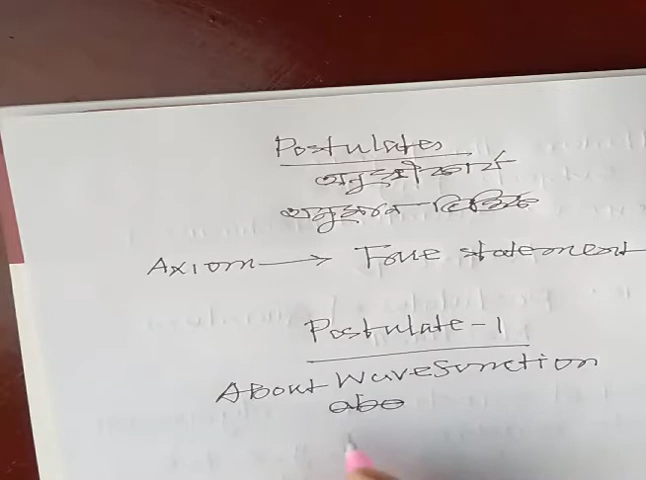 Postulates
Axiom → True statement
Postulate - 1
About Wavefunction